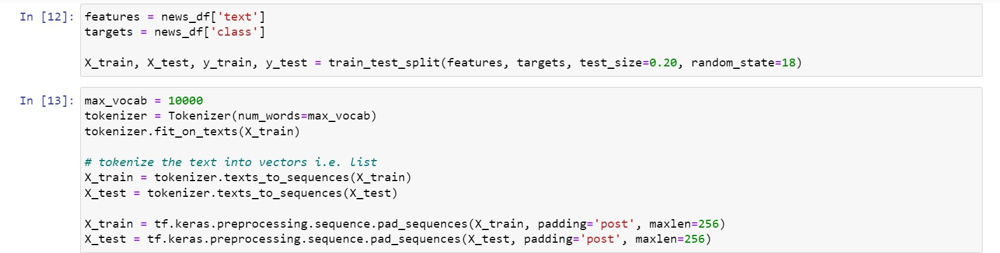 In [12]: features = news_df['text']
targets = news_df['class']
X_train, X_test, y_train, y_test = train_test_split(features, targets, test_size=0.20, random_state=18)
In [13]: max_vocab = 10000
tokenizer = Tokenizer(num_words=max_vocab)
tokenizer.fit_on_texts(X_train)
# tokenize the text into vectors i.e. list
X_train = tokenizer.texts_to_sequences(X_train)
X_test = tokenizer.texts_to_sequences(X_test)
X_train = tf.keras.preprocessing.sequence.pad_sequences(X_train, padding='post', maxlen=256)
X_test = tf.keras.preprocessing.sequence.pad_sequences(X_test, padding='post', maxlen=256)